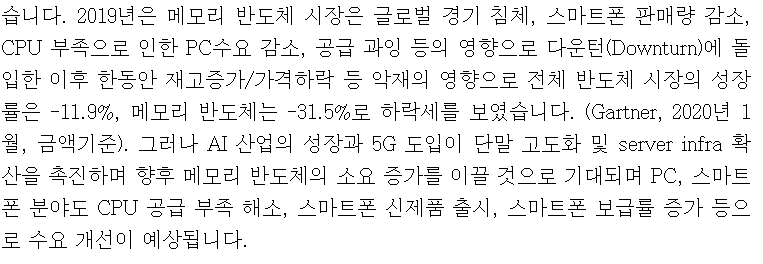 습니다. 2019년은 메모리 반도체 시장은 글로벌 경기 침체, 스마트폰 판매량 감소,
CPU 부족으로 인한 PC수요 감소, 공급 과잉 등의 영향으로 다운턴(Downturn)에 돌
입한 이후 한동안 재고증가/가격하락 등 악재의 영향으로 전체 반도체 시장의 성장
률은 -11.9%, 메모리 반도체는 -31.5%로 하락세를 보였습니다. (Gartner, 2020년 1
월, 금액기준). 그러나 AI 산업의 성장과 5G 도입이 단말 고도화 및 server infra 확
산을 촉진하며 향후 메모리 반도체의 소요 증가를 이끌 것으로 기대되며 PC, 스마트
폰 분야도 CPU 공급 부족 해소, 스마트폰 신제품 출시, 스마트폰 보급률 증가 등으
로 수요 개선이 예상됩니다.